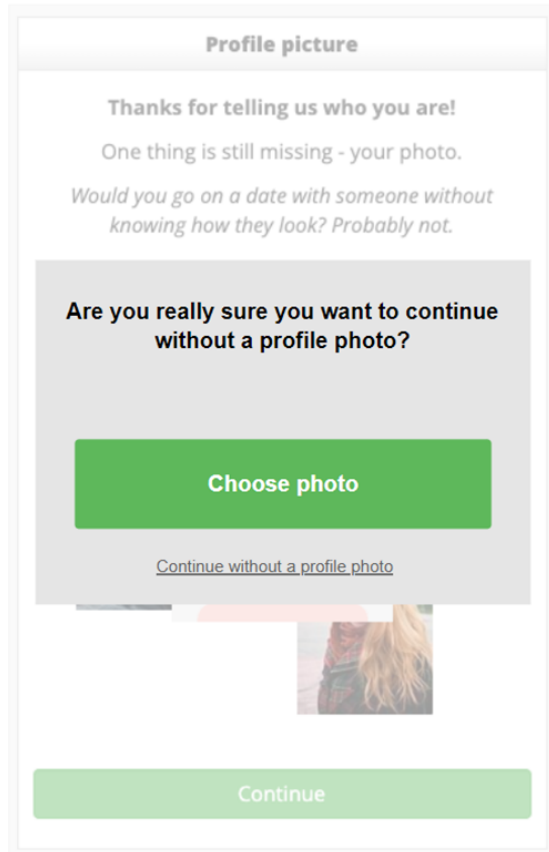 Profile picture
Thanks for telling us who you are!
One thing is still missing - your photo.
Would you go on a date with someone without
knowing how they look? Probably not.
Are you really sure you want to continue
without a profile photo?
Choose photo
Continue without a profile photo
Continue